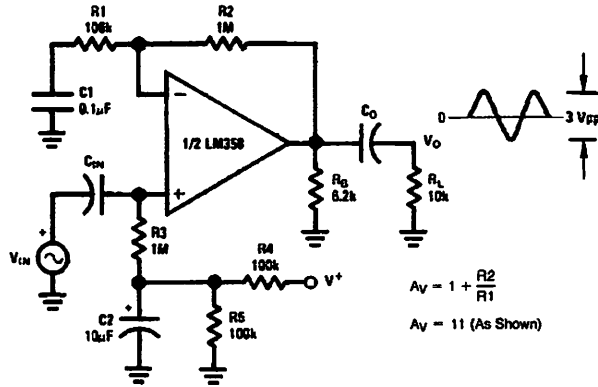 R1
100k
R2
1M
C1
0.1µF
−
+
1/2 LM358
CO
VO
0
3 Vpp
CIN
+
VIN
R3
1M
RB
6.2k
RL
10k
R4
100k
V+
+
C2
10µF
R5
100k
AV = 1 + R2/R1
AV = 11 (As Shown)